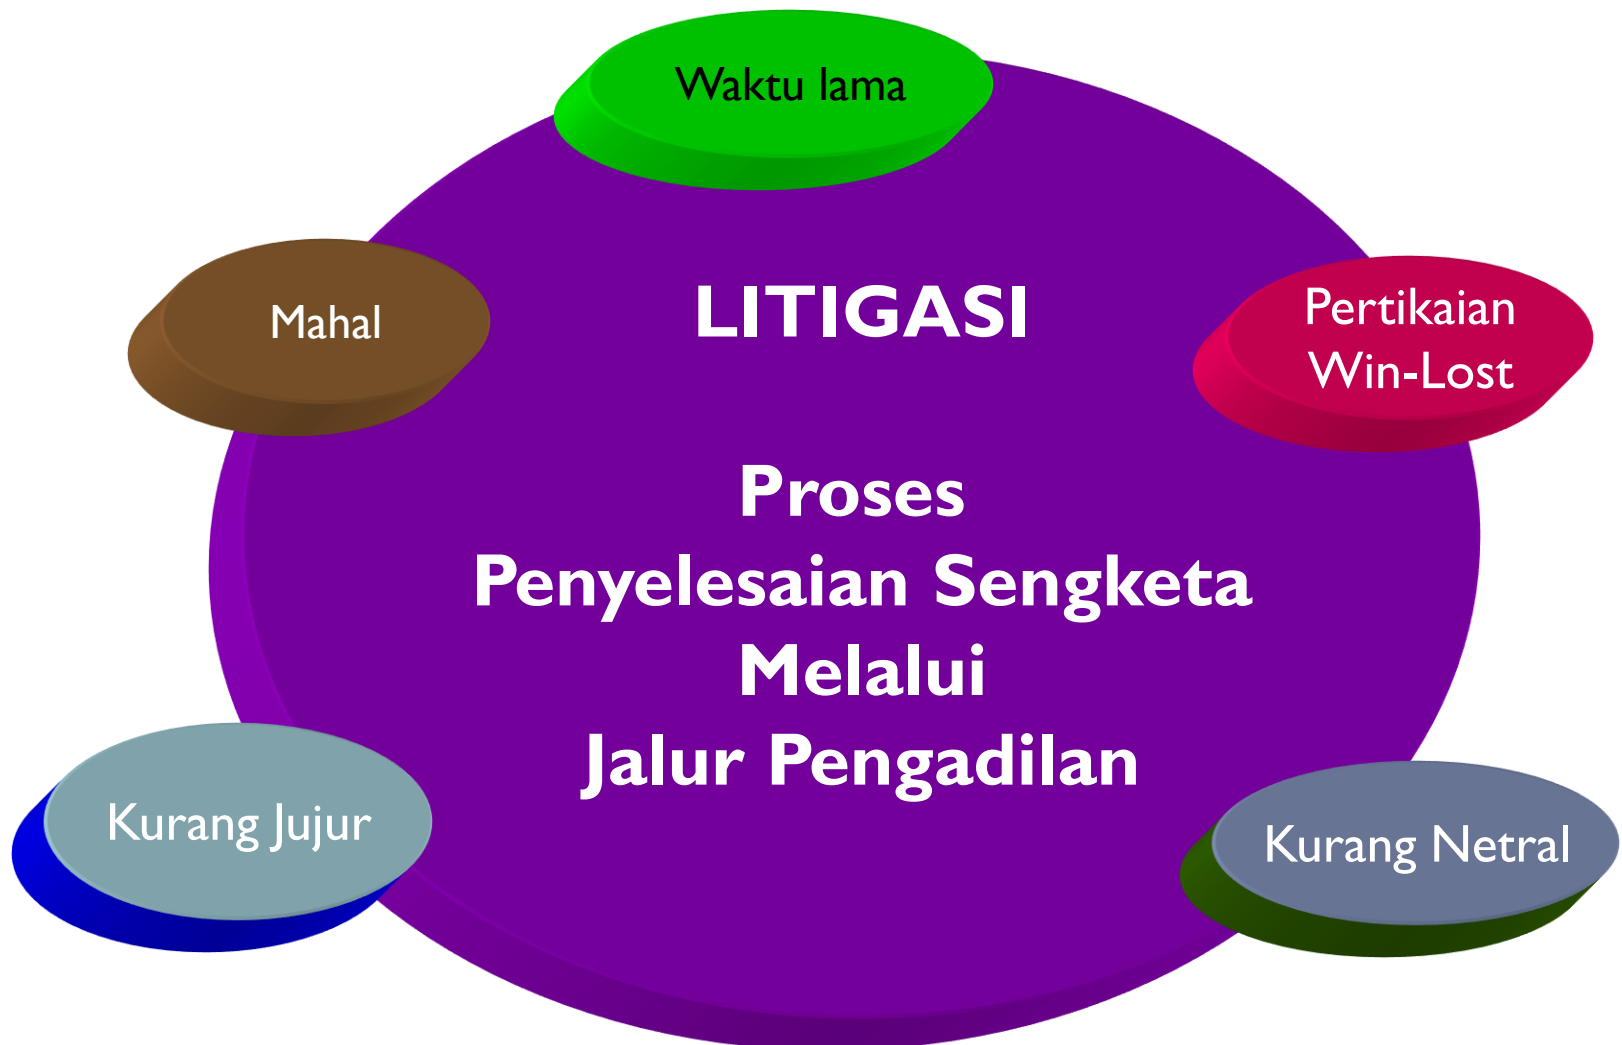 Waktu lama
Mahal
LITIGASI
Pertikaian
Win-Lost
Proses
Penyelesaian Sengketa
Melalui
Jalur Pengadilan
Kurang Jujur
Kurang Netral